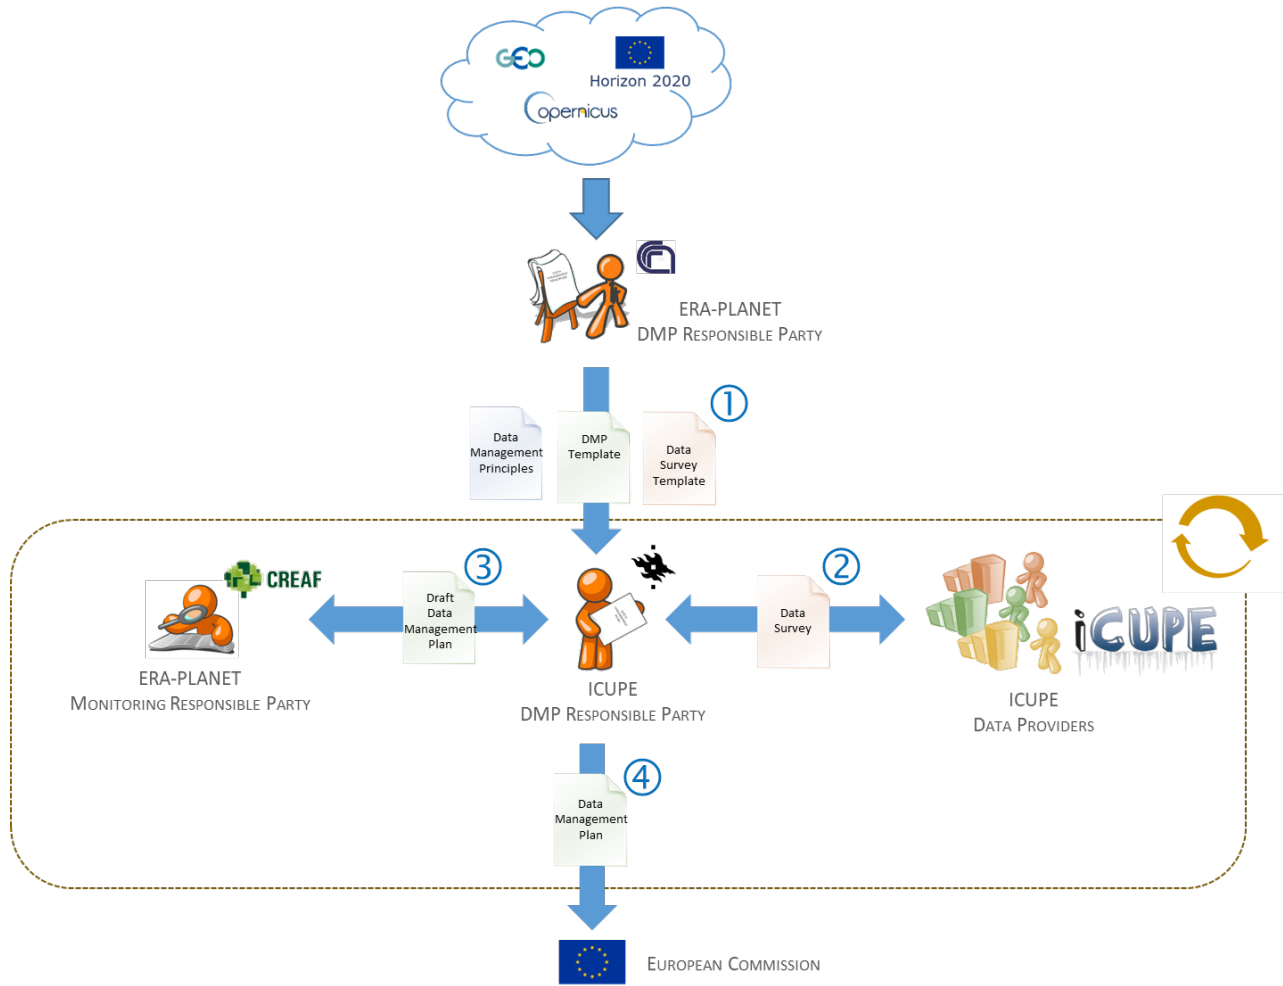 GEO
Horizon 2020
Copernicus
ERA-PLANET
DMP RESPONSIBLE PARTY
①
Data
Management
Principles
DMP
Template
Data
Survey
Template
③
②
CREAF
Draft
Data
Management
Plan
Data
Survey
iCUPE
ERA-PLANET
MONITORING RESPONSIBLE PARTY
ICUPE
DMP RESPONSIBLE PARTY
ICUPE
DATA PROVIDERS
④
Data
Management
Plan
EUROPEAN COMMISSION